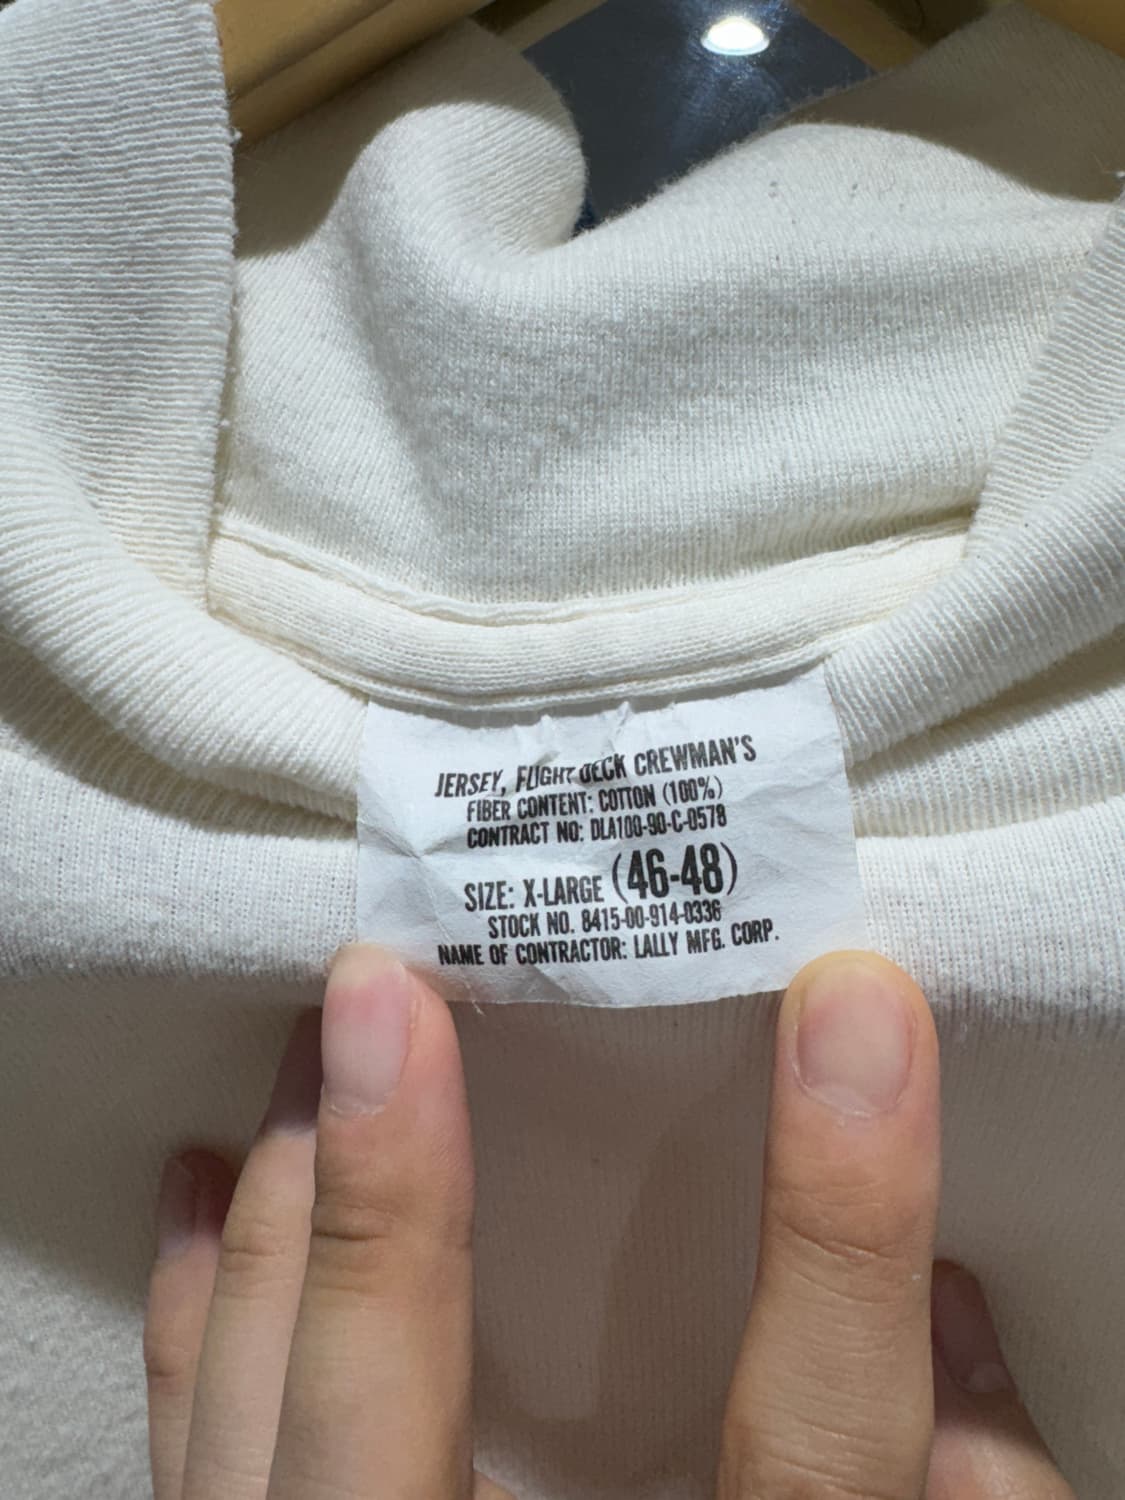 JERSEY, FLIGHT DECK CREWMAN'S
FIBER CONTENT: COTTON (100%)
CONTRACT NO: DLA100-90-C-0578
SIZE: X-LARGE (46-48)
STOCK NO. 8415-00-914-0336
NAME OF CONTRACTOR: LALLY MFG. CORP.